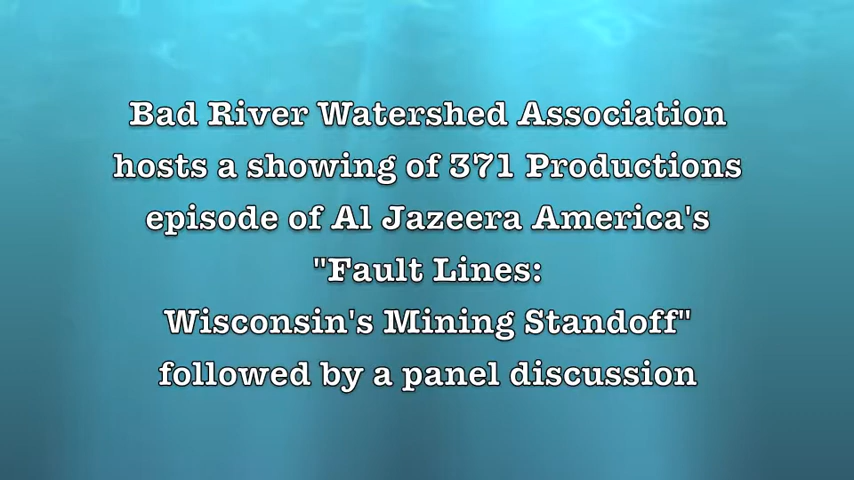 Bad River Watershed Association
hosts a showing of 371 Productions
episode of Al Jazeera America's
"Fault Lines:
Wisconsin's Mining Standoff"
followed by a panel discussion